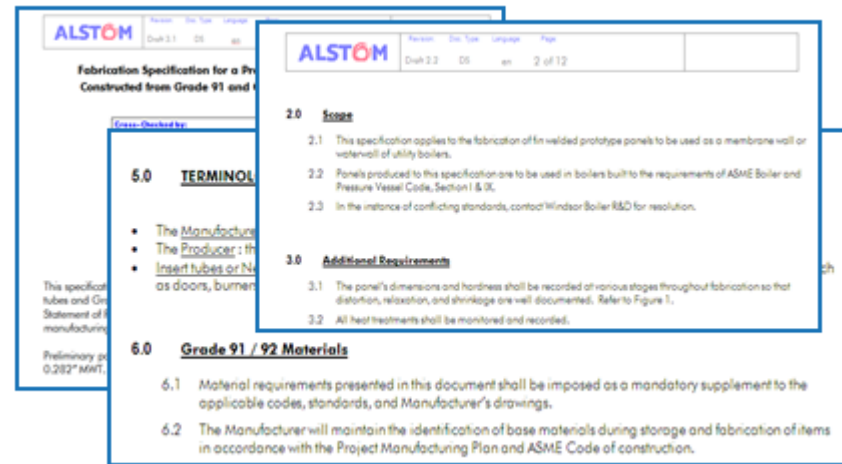 ALSTOM
Revision Doc. Type Language Page
Draft 2.1 DS en
Fabrication Specification for a
Constructed from Grade 91 and
Cross-Checked by:
This
tubes and
Statement of
manufacturing
Preliminary
0.282" MWT.
ALSTOM
Revision Doc. Type Language Page
Draft 2.2 DS en 2 of 12
2.0 Scope
2.1 This specification applies to the fabrication of fin welded prototype panels to be used as a membrane wall or
waterwall of utility boilers.
2.2 Panels produced to this specification are to be used in boilers built to the requirements of ASME Boiler and
Pressure Vessel Code, Section I & IX.
2.3 In the instance of conflicting standards, contact Windsor Boiler R&D for resolution.
3.0 Additional Requirements
3.1 The panel's dimensions and hardness shall be recorded at various stages throughout fabrication so that
distortion, relaxation, and shrinkage are well documented. Refer to Figure 1.
3.2 All heat treatments shall be monitored and recorded.
5.0 TERMINOL
• The Manufacture
• The Producer : th
• Insert tubes or Ne
as doors, burners
ch
6.0 Grade 91 / 92 Materials
6.1 Material requirements presented in this document shall be imposed as a mandatory supplement to the
applicable codes, standards, and Manufacturer's drawings.
6.2 The Manufacturer will maintain the identification of base materials during storage and fabrication of items
in accordance with the Project Manufacturing Plan and ASME Code of construction.